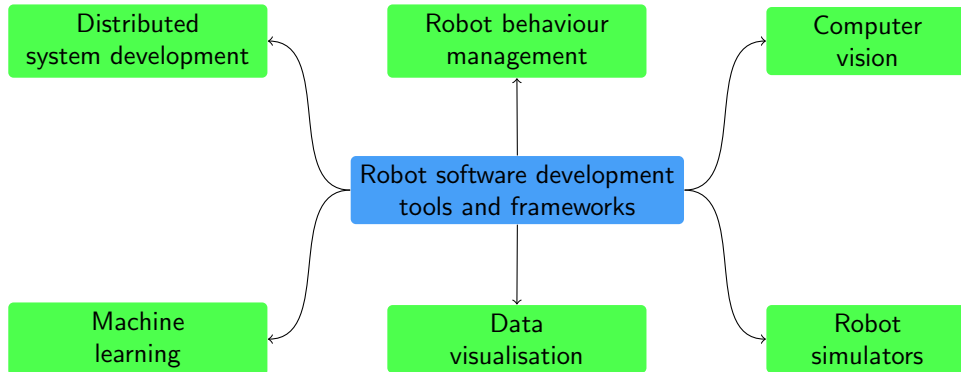 Distributed
system development
Robot behaviour
management
Computer
vision
Robot software development
tools and frameworks
Machine
learning
Data
visualisation
Robot
simulators